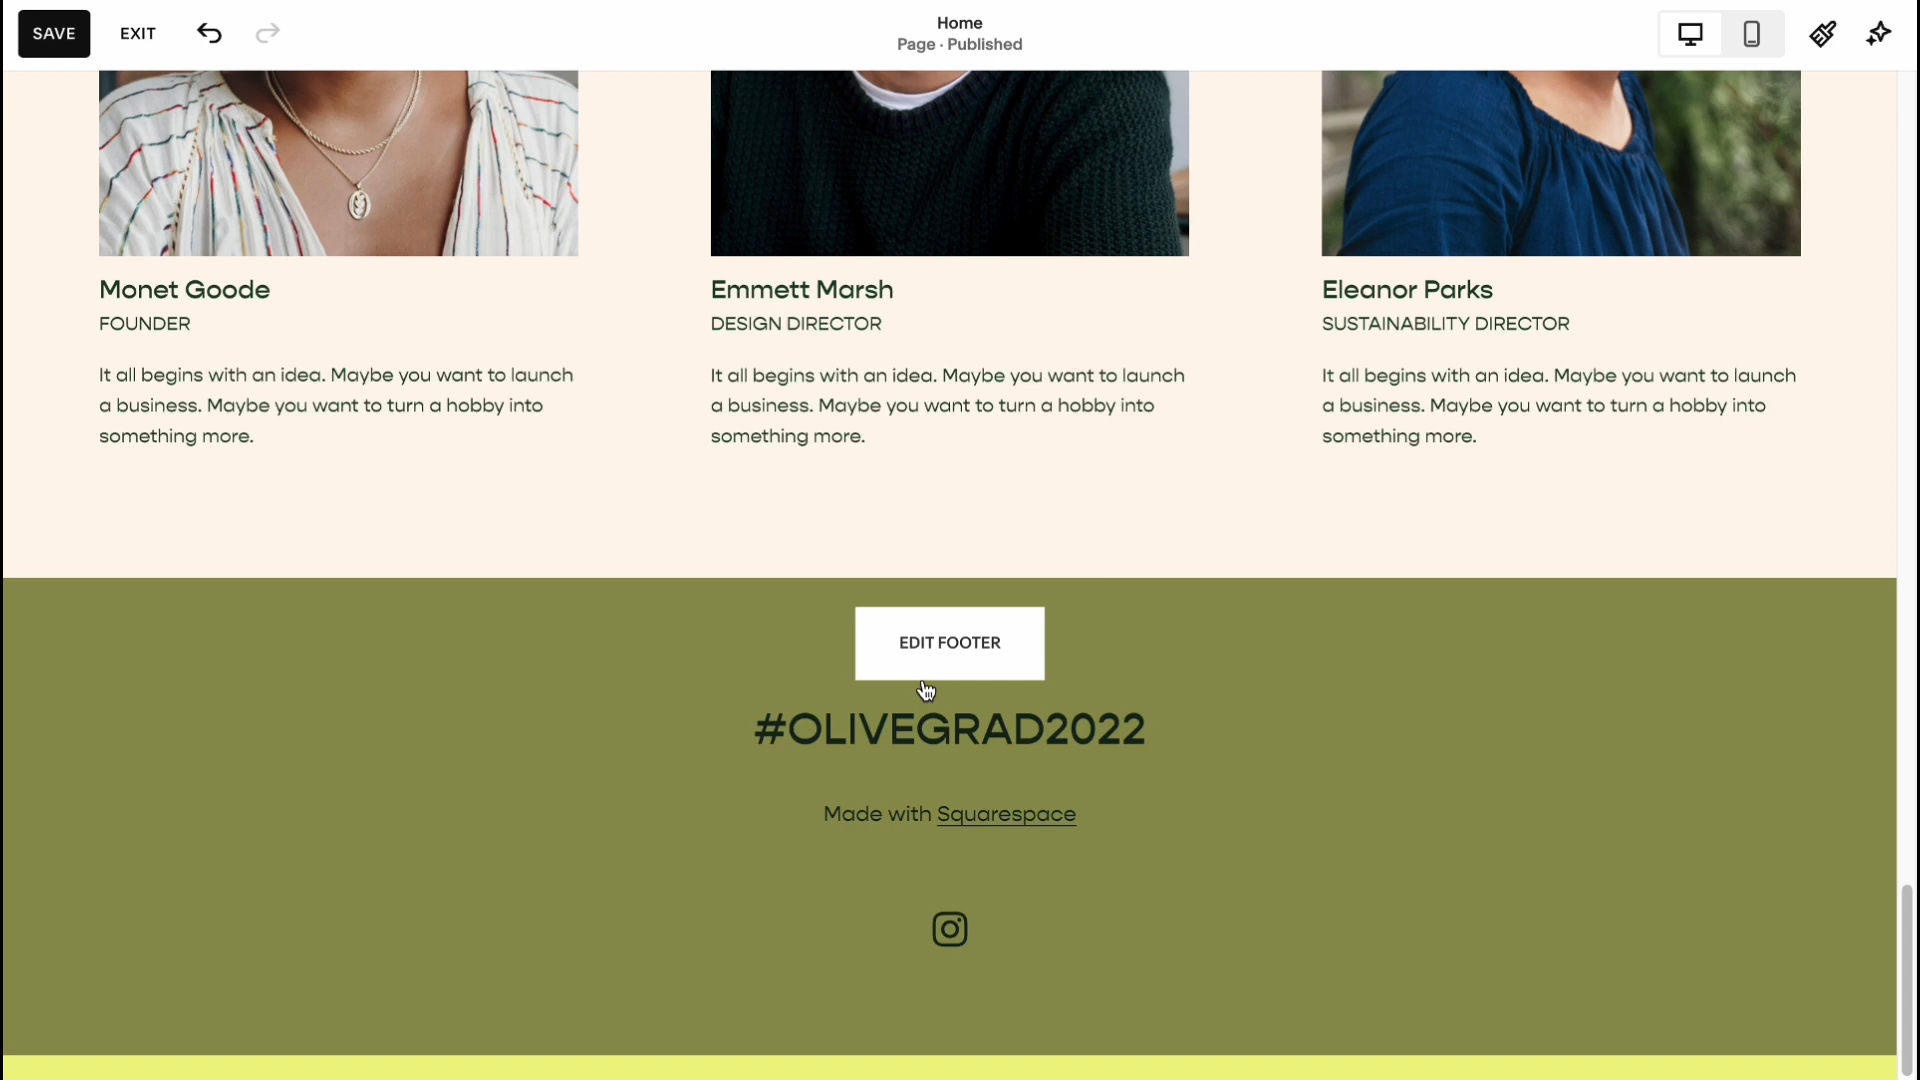 SAVE
EXIT
Home
Page · Published
Monet Goode
FOUNDER
It all begins with an idea. Maybe you want to launch
a business. Maybe you want to turn a hobby into
something more.
Emmett Marsh
DESIGN DIRECTOR
It all begins with an idea. Maybe you want to launch
a business. Maybe you want to turn a hobby into
something more.
Eleanor Parks
SUSTAINABILITY DIRECTOR
It all begins with an idea. Maybe you want to launch
a business. Maybe you want to turn a hobby into
something more.
EDIT FOOTER
#OLIVEGRAD2022
Made with Squarespace